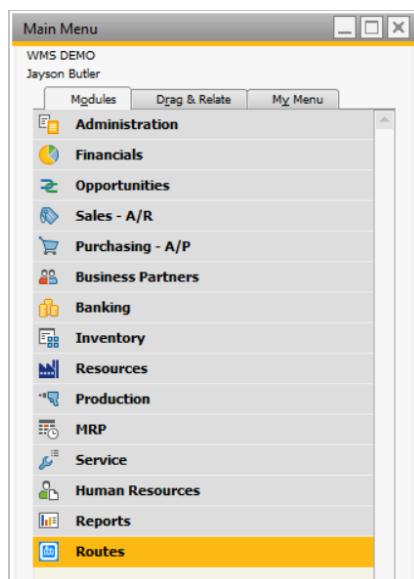 Main Menu
WMS DEMO
Jayson Butler
Modules Drag & Relate My Menu
Administration
Financials
Opportunities
Sales - A/R
Purchasing - A/P
Business Partners
Banking
Inventory
Resources
Production
MRP
Service
Human Resources
Reports
Routes